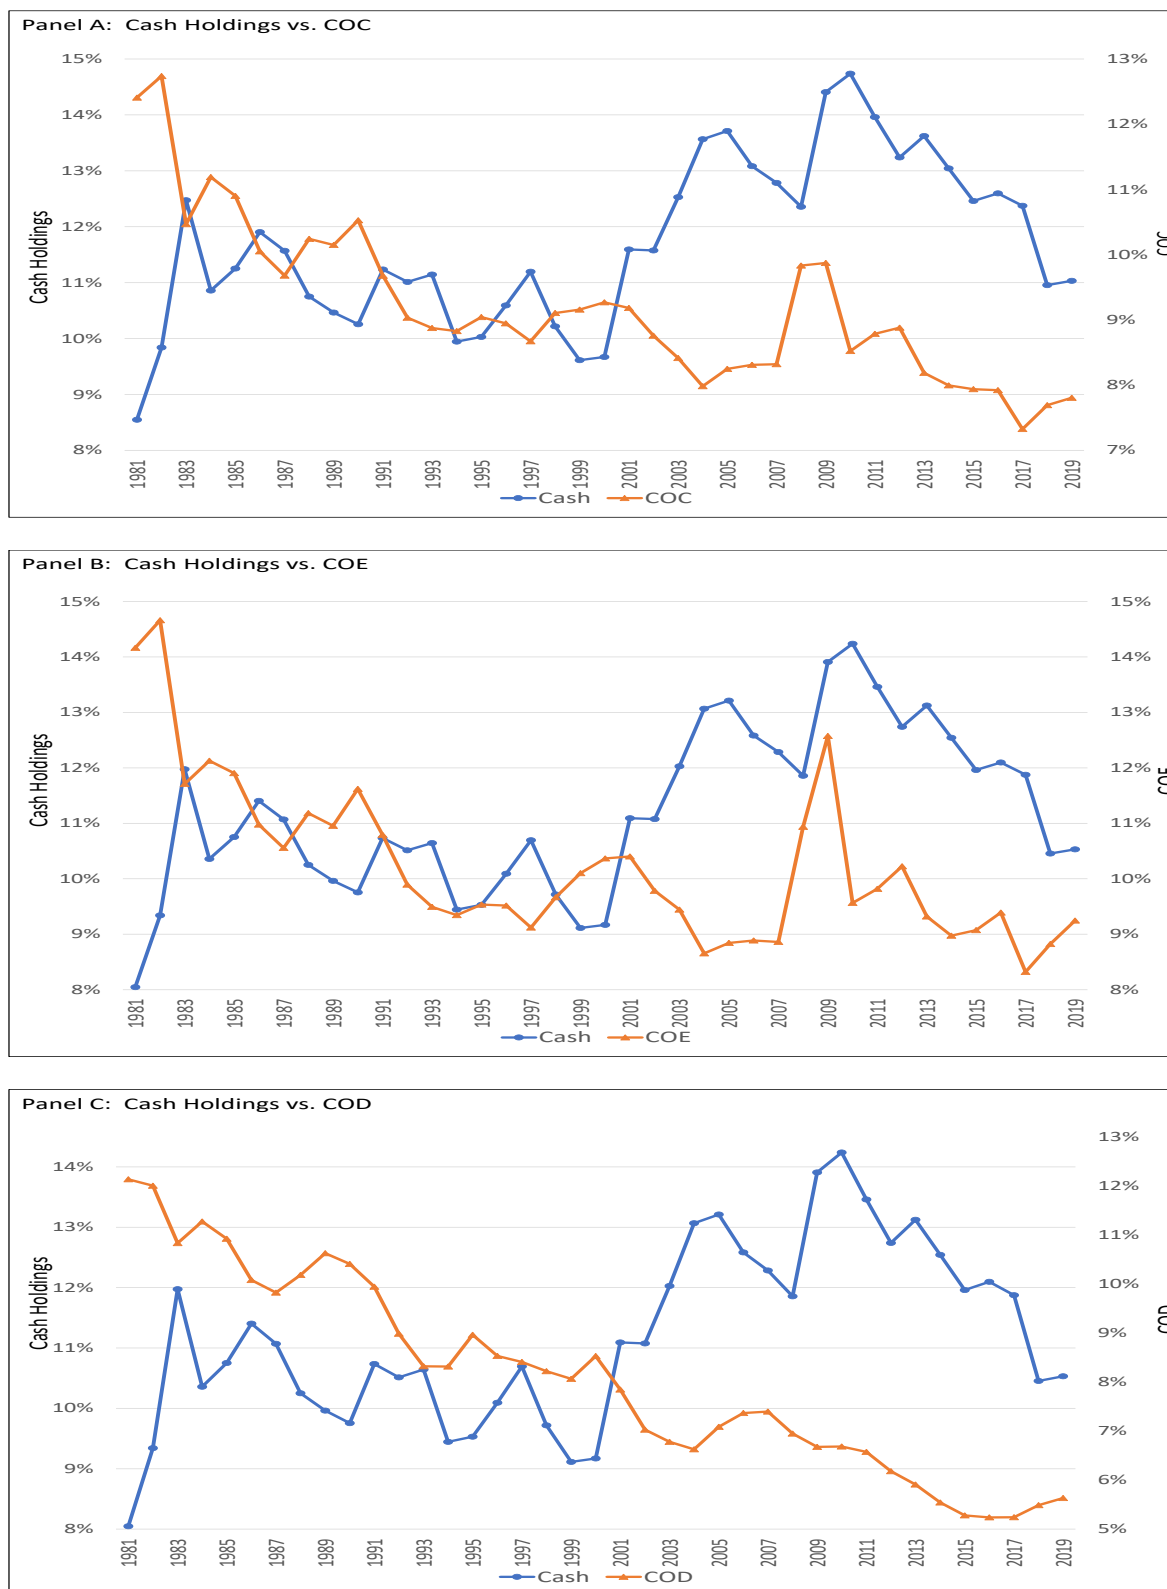 Panel A: Cash Holdings vs. COC
15% 13%
14% 12%
13% 11%
12% 10%
11% 9%
10% 8%
9% 7%
8%
Cash Holdings
COC
1981 1983 1985 1987 1989 1991 1993 1995 1997 1999 2001 2003 2005 2007 2009 2011 2013 2015 2017 2019
Cash COC
Panel B: Cash Holdings vs. COE
15% 15%
14% 14%
13% 13%
12% 12%
11% 11%
10% 10%
9% 9%
8% 8%
Cash Holdings
COE
1981 1983 1985 1987 1989 1991 1993 1995 1997 1999 2001 2003 2005 2007 2009 2011 2013 2015 2017 2019
Cash COE
Panel C: Cash Holdings vs. COD
13%
14% 12%
13% 11%
12% 10%
11% 9%
10% 8%
9% 7%
8% 6%
5%
Cash Holdings
COD
1981 1983 1985 1987 1989 1991 1993 1995 1997 1999 2001 2003 2005 2007 2009 2011 2013 2015 2017 2019
Cash COD